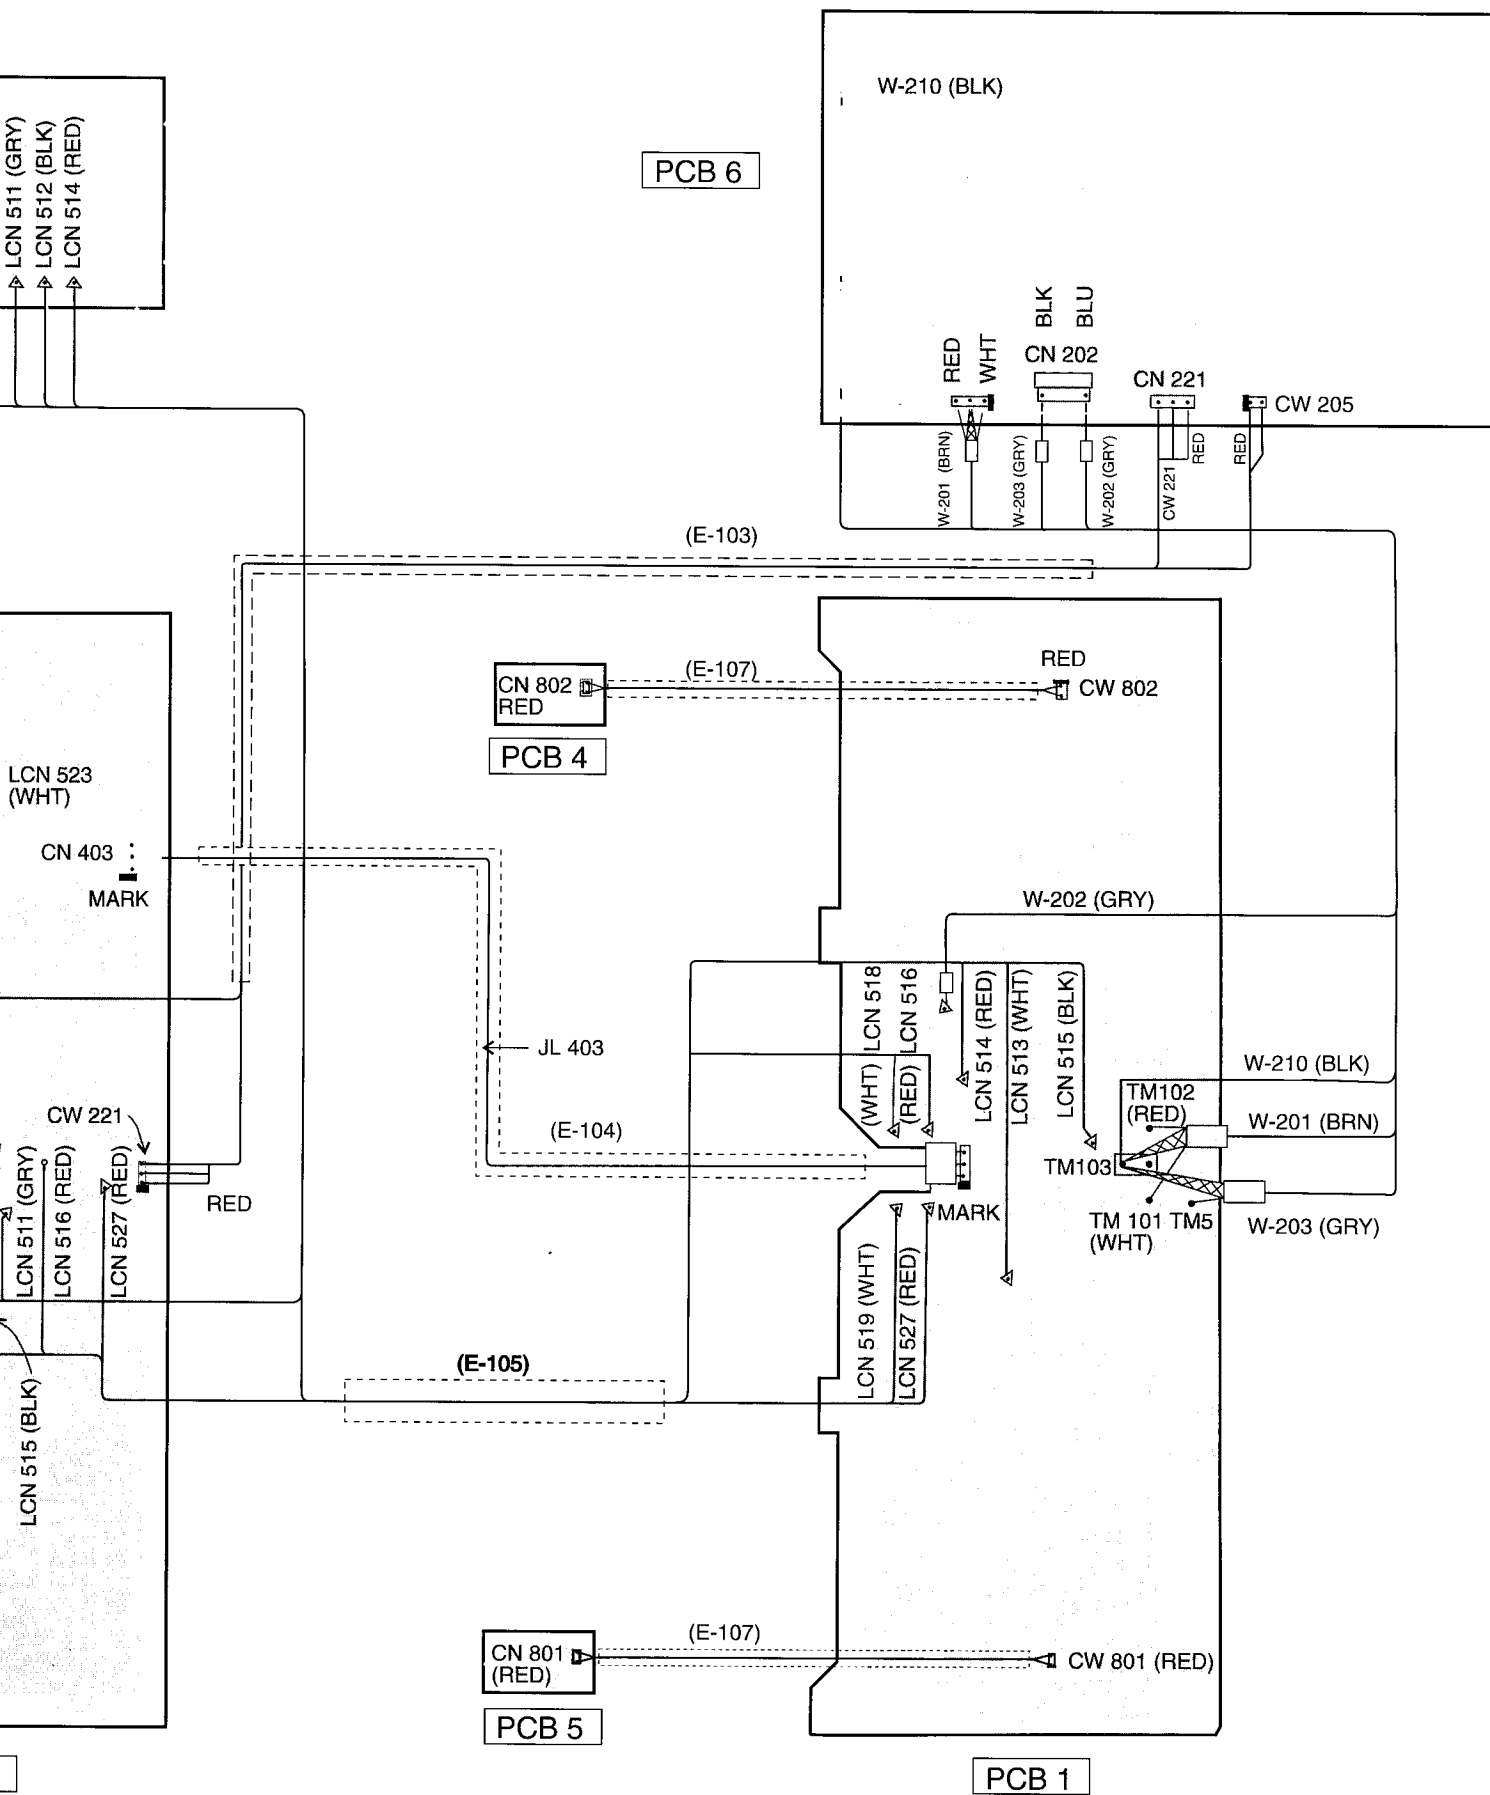 W-210 (BLK)
PCB 6
LCN 511 (GRY)
LCN 512 (BLK)
LCN 514 (RED)
RED
WHT
BLK
BLU
CN 202
CN 221
CW 205
W-201 (BRN)
W-203 (GRY)
W-202 (GRY)
CW 221
RED
RED
(E-103)
CN 802
RED
(E-107)
RED
CW 802
PCB 4
LCN 523
(WHT)
CN 403
MARK
W-202 (GRY)
LCN 518
(WHT)
LCN 516
(RED)
LCN 514 (RED)
LCN 513 (WHT)
LCN 515 (BLK)
JL 403
W-210 (BLK)
TM102
(RED)
W-201 (BRN)
CW 221
(E-104)
TM103
LCN 511 (GRY)
LCN 516 (RED)
LCN 527 (RED)
RED
MARK
TM 101 TM5
(WHT)
W-203 (GRY)
LCN 519 (WHT)
LCN 527 (RED)
(E-105)
LCN 515 (BLK)
CN 801
(RED)
(E-107)
CW 801 (RED)
PCB 5
PCB 1